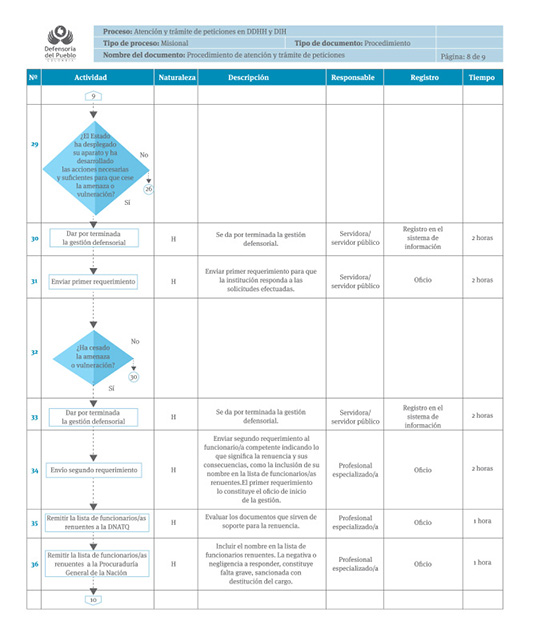 Defensoría
del Pueblo
COLOMBIA
Proceso: Atención y trámite de peticiones en DDHH y DIH
Tipo de proceso: Misional
Tipo de documento: Procedimiento
Nombre del documento: Procedimiento de atención y trámite de peticiones
Página: 8 de 9
Nº Actividad Naturaleza Descripción Responsable Registro Tiempo
9
29
¿El Estado
ha desplegado
su aparato y ha
desarrollado
las acciones necesarias
y suficientes para que cese
la amenaza o
vulneración?
No
26
Sí
30
Dar por terminada
la gestión defensorial
H
Se da por terminada la gestión
defensorial.
Servidora/
servidor público
Registro en el
sistema de
información
2 horas
31
Enviar primer requerimiento
H
Enviar primer requerimiento para que
la institución responda a las
solicitudes efectuadas.
Servidora/
servidor público
Oficio
2 horas
32
¿Ha cesado
la amenaza
o vulneración?
No
30
Sí
33
Dar por terminada
la gestión defensorial
H
Se da por terminada la gestión
defensorial.
Servidora/
servidor público
Registro en el
sistema de
información
2 horas
34
Envío segundo requerimiento
H
Enviar segundo requerimiento al
funcionario/a competente indicando lo
que significa la renuencia y sus
consecuencias, como la inclusión de su
nombre en la lista de funcionarios/as
renuentes.El primer requerimiento
lo constituye el oficio de inicio
de la gestión.
Profesional
especializado/a
Oficio
2 horas
35
Remitir la lista de funcionarios/as
renuentes a la DNATQ
H
Evaluar los documentos que sirven de
soporte para la renuencia.
Profesional
especializado/a
Oficio
1 hora
36
Remitir la lista de funcionarios/as
renuentes a la Procuraduría
General de la Nación
H
Incluir el nombre en la lista de
funcionarios renuentes. La negativa o
negligencia a responder, constituye
falta grave, sancionada con
destitución del cargo.
Profesional
especializado/a
Oficio
1 hora
10